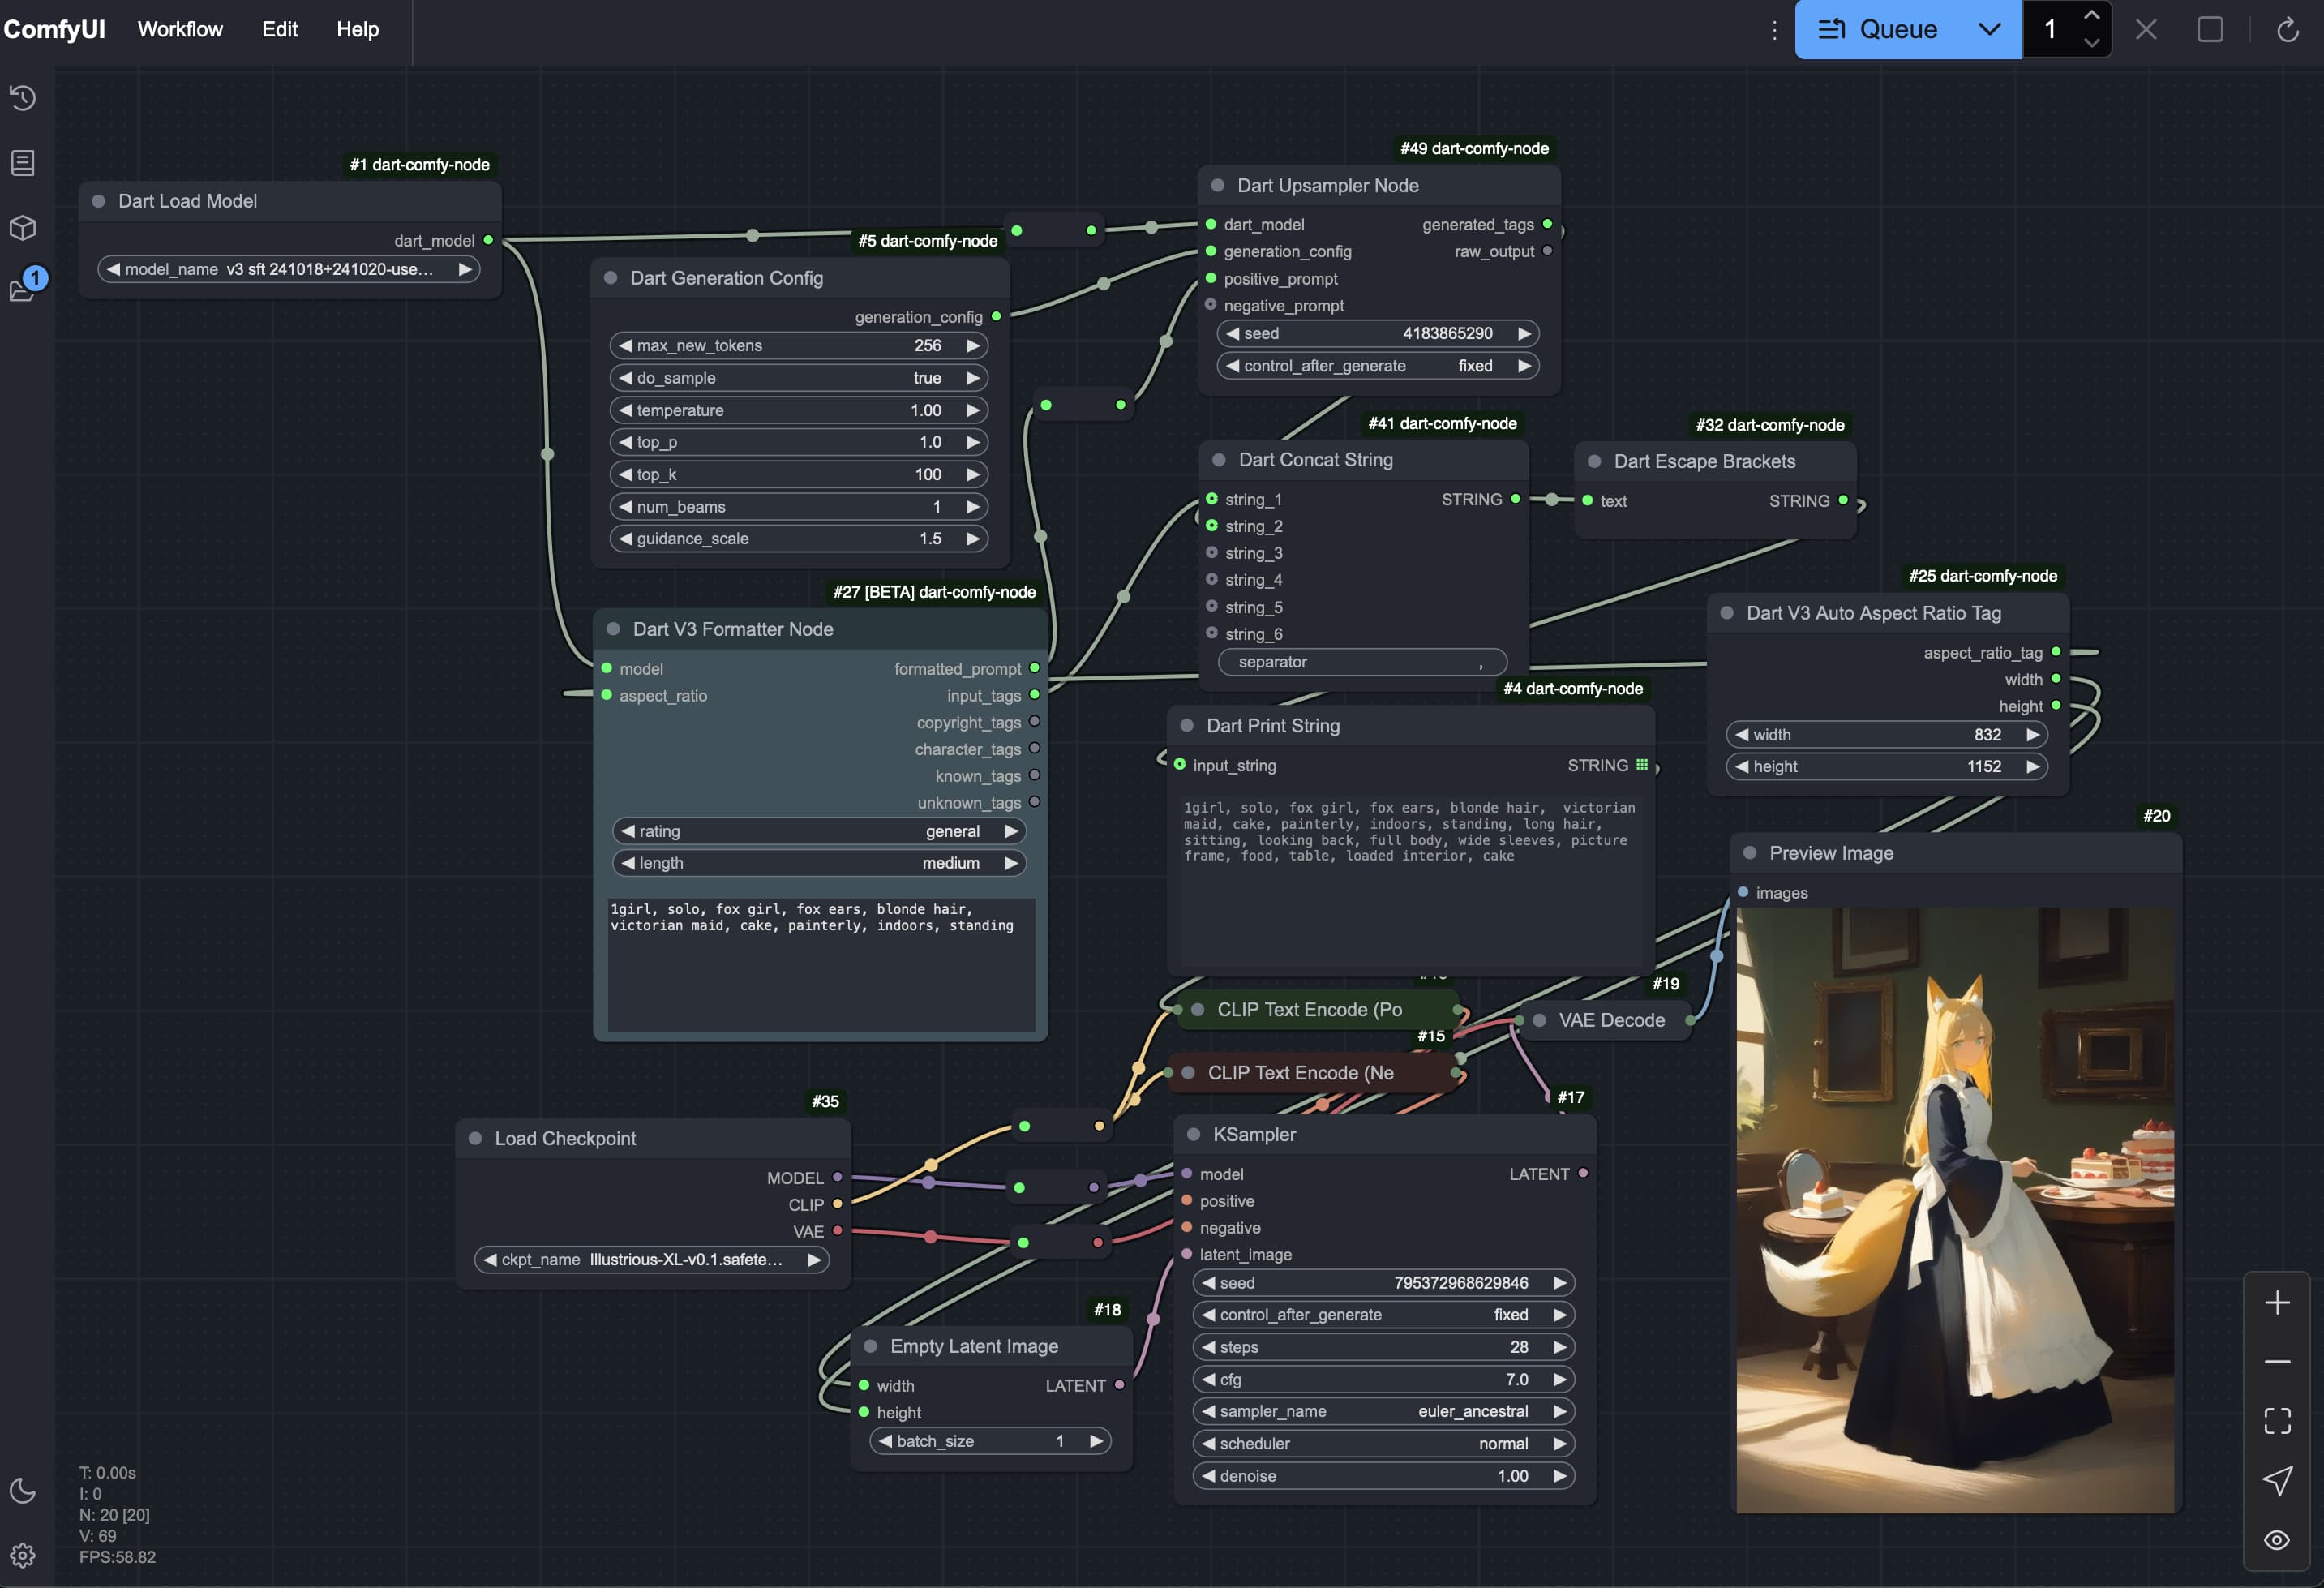 ComfyUI Workflow Edit Help
Queue 1
1
#1 dart-comfy-node
Dart Load Model
dart_model
model_name v3 sft 241018+241020-use...
#5 dart-comfy-node
Dart Generation Config
generation_config
max_new_tokens 256
do_sample true
temperature 1.00
top_p 1.0
top_k 100
num_beams 1
guidance_scale 1.5
#49 dart-comfy-node
Dart Upsampler Node
dart_model generated_tags
generation_config raw_output
positive_prompt
negative_prompt
seed 4183865290
control_after_generate fixed
#41 dart-comfy-node
Dart Concat String
string_1 STRING
string_2
string_3
string_4
string_5
string_6
separator ,
#32 dart-comfy-node
Dart Escape Brackets
text STRING
#27 [BETA] dart-comfy-node
Dart V3 Formatter Node
model formatted_prompt
aspect_ratio input_tags
copyright_tags
character_tags
known_tags
unknown_tags
rating general
length medium
1girl, solo, fox girl, fox ears, blonde hair,
victorian maid, cake, painterly, indoors, standing
#25 dart-comfy-node
Dart V3 Auto Aspect Ratio Tag
aspect_ratio_tag
width
height
width 832
height 1152
#4 dart-comfy-node
Dart Print String
input_string STRING
1girl, solo, fox girl, fox ears, blonde hair, victorian
maid, cake, painterly, indoors, standing, long hair,
sitting, looking back, full body, wide sleeves, picture
frame, food, table, loaded interior, cake
#20
Preview Image
images
CLIP Text Encode (Po
#19
VAE Decode
#15
CLIP Text Encode (Ne
#35
Load Checkpoint
MODEL
CLIP
VAE
ckpt_name Illustrious-XL-v0.1.safete...
#17
KSampler
model LATENT
positive
negative
latent_image
seed 795372968629846
control_after_generate fixed
steps 28
cfg 7.0
sampler_name euler_ancestral
scheduler normal
denoise 1.00
#18
Empty Latent Image
width LATENT
height
batch_size 1
T: 0.00s
I: 0
N: 20 [20]
V: 69
FPS:58.82